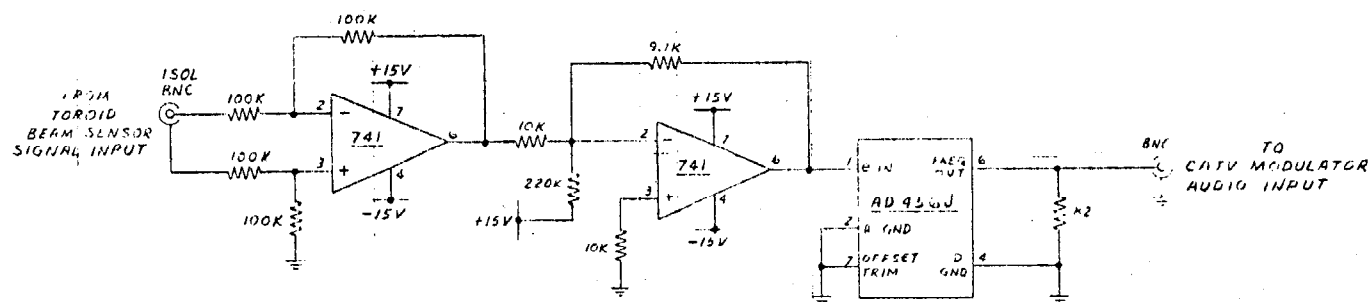 FROM
TOROID
BEAM SENSOR
SIGNAL INPUT
ISOL
BNC
100K
100K
100K
100K
+15V
2
-
7
741
6
3
+
4
-15V
10K
220K
+15V
9.1K
+15V
2
-
7
741
6
3
+
4
-15V
10K
1
e IN
FREQ
OUT
6
2
A GND
7
OFFSET
TRIM
D
GND
4
BNC
TO
CATV MODULATOR
AUDIO INPUT